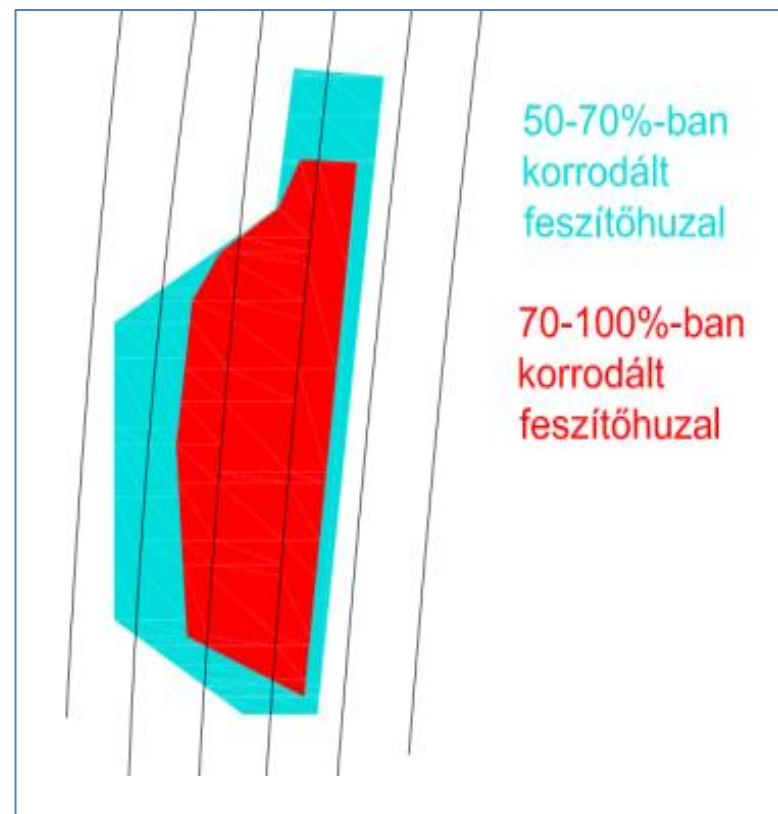 50-70%-ban
korrodált
feszítőhuzal
70-100%-ban
korrodált
feszítőhuzal